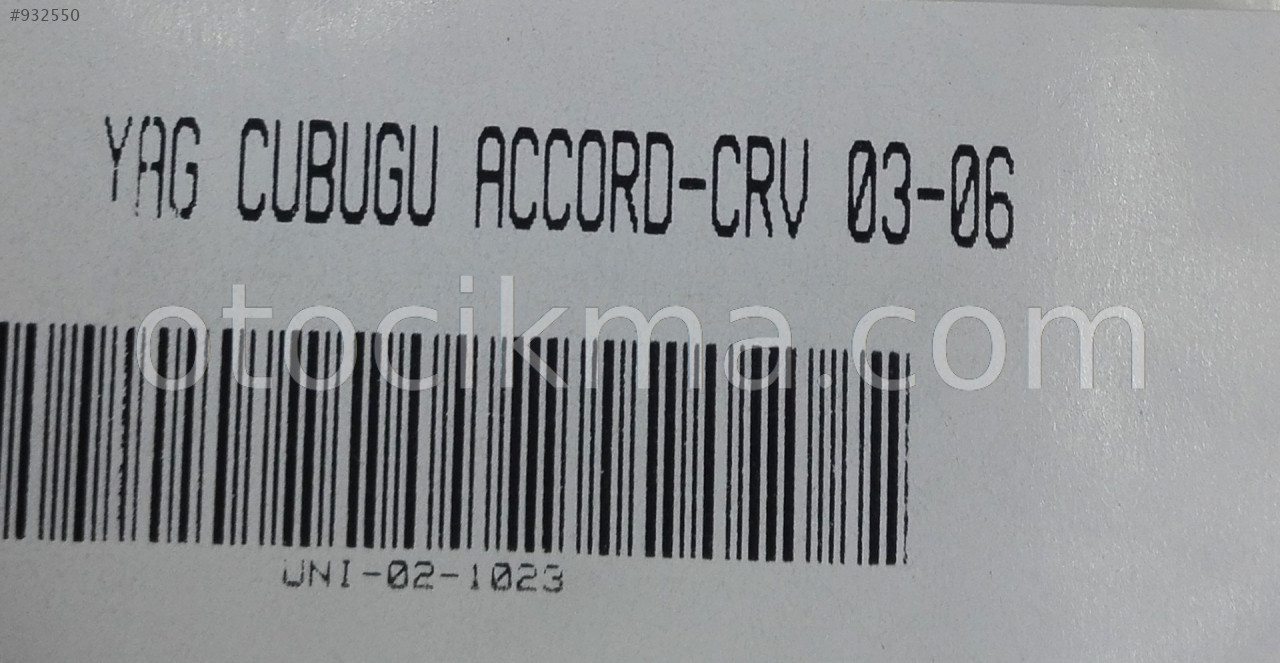 #932550
YAG CUBUGU ACCORD-CRV 03-06
otocikma.com
UNI-02-1023